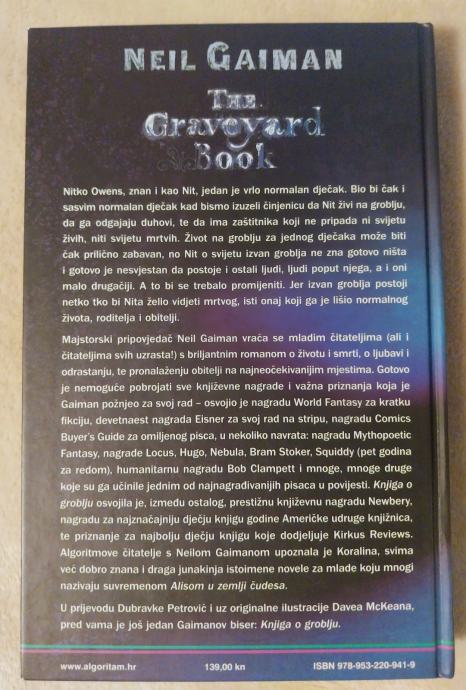 NEIL GAIMAN
THE
Graveyard
Book
Nitko Owens, znan i kao Nit, jedan je vrlo normalan dječak. Bio bi čak i
sasvim normalan dječak kad bismo izuzeli činjenicu da Nit živi na groblju,
da ga odgajaju duhovi, te da ima zaštitnika koji ne pripada ni svijetu
živih, niti svijetu mrtvih. Život na groblju za jednog dječaka može biti
čak prilično zabavan, no Nit o svijetu izvan groblja ne zna gotovo ništa
i gotovo je nesvjestan da postoje i ostali ljudi, ljudi poput njega, a i oni
malo drugačiji. A to bi se trebalo promijeniti. Jer izvan groblja postoji
netko tko bi Nita želio vidjeti mrtvog, isti onaj koji ga je lišio normalnog
života, roditelja i obitelji.
Majstorski pripovjedač Neil Gaiman vraća se mladim čitateljima (ali i
čitateljima svih uzrasta!) s briljantnim romanom o životu i smrti, o ljubavi i
odrastanju, te pronalaženju obitelji na najneočekivanijim mjestima. Gotovo
je nemoguće pobrojati sve književne nagrade i važna priznanja koja je
Gaiman požnjeo za svoj rad – osvojio je nagradu World Fantasy za kratku
fikciju, devetnaest nagrada Eisner za svoj rad na stripu, nagradu Comics
Buyer's Guide za omiljenog pisca, u nekoliko navrata: nagradu Mythopoetic
Fantasy, nagrade Locus, Hugo, Nebula, Bram Stoker, Squiddy (pet godina
za redom), humanitarnu nagradu Bob Clampett i mnoge, mnoge druge
koje su ga učinile jednim od najnagrađivanijih pisaca u povijesti. Knjiga o
groblju osvojila je, između ostalog, prestižnu književnu nagradu Newbery,
nagradu za najznačajniju dječju knjigu godine Američke udruge knjižnica,
te priznanje za najbolju dječju knjigu koje dodjeljuje Kirkus Reviews.
Algoritmove čitatelje s Neilom Gaimanom upoznala je Koralina, svima
već dobro znana i draga junakinja istoimene novele za mlade koju mnogi
nazivaju suvremenom Alisom u zemlji čudesa.
U prijevodu Dubravke Petrović i uz originalne ilustracije Davea McKeana,
pred vama je još jedan Gaimanov biser: Knjiga o groblju.
www.algoritam.hr 139,00 kn ISBN 978-953-220-941-9